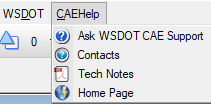 WSDOT CAEHelp
0 Ask WSDOT CAE Support
Contacts
Tech Notes
Home Page